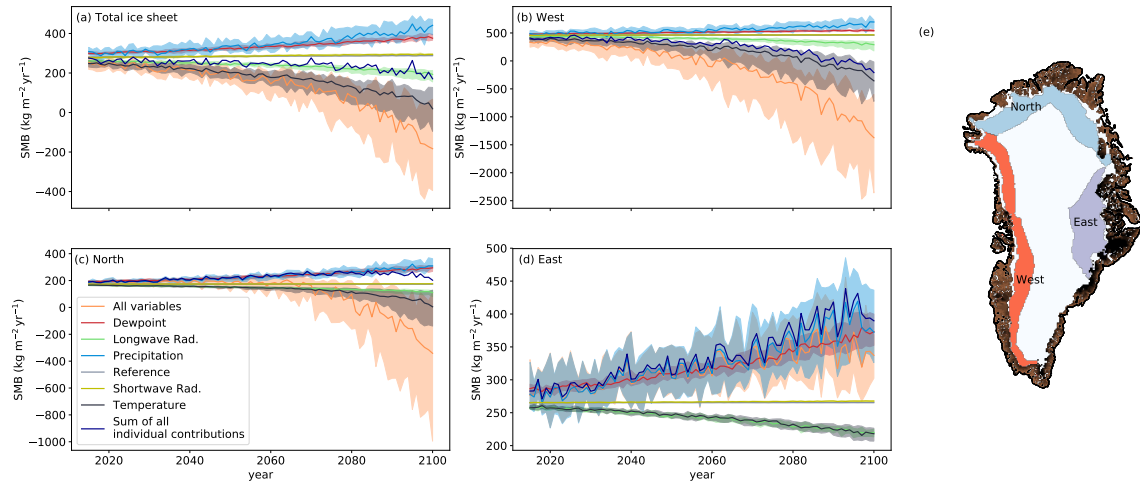 (a) Total ice sheet
400
200
0
−200
−400
SMB (kg m−2 yr−1)
(b) West
500
0
−500
−1000
−1500
−2000
−2500
SMB (kg m−2 yr−1)
(c) North
400
200
0
−200
−400
−600
−800
−1000
SMB (kg m−2 yr−1)
All variables
Dewpoint
Longwave Rad.
Precipitation
Reference
Shortwave Rad.
Temperature
Sum of all
individual contributions
2020 2040 2060 2080 2100
year
(d) East
500
450
400
350
300
250
200
SMB (kg m−2 yr−1)
2020 2040 2060 2080 2100
year
(e)
North
East
West